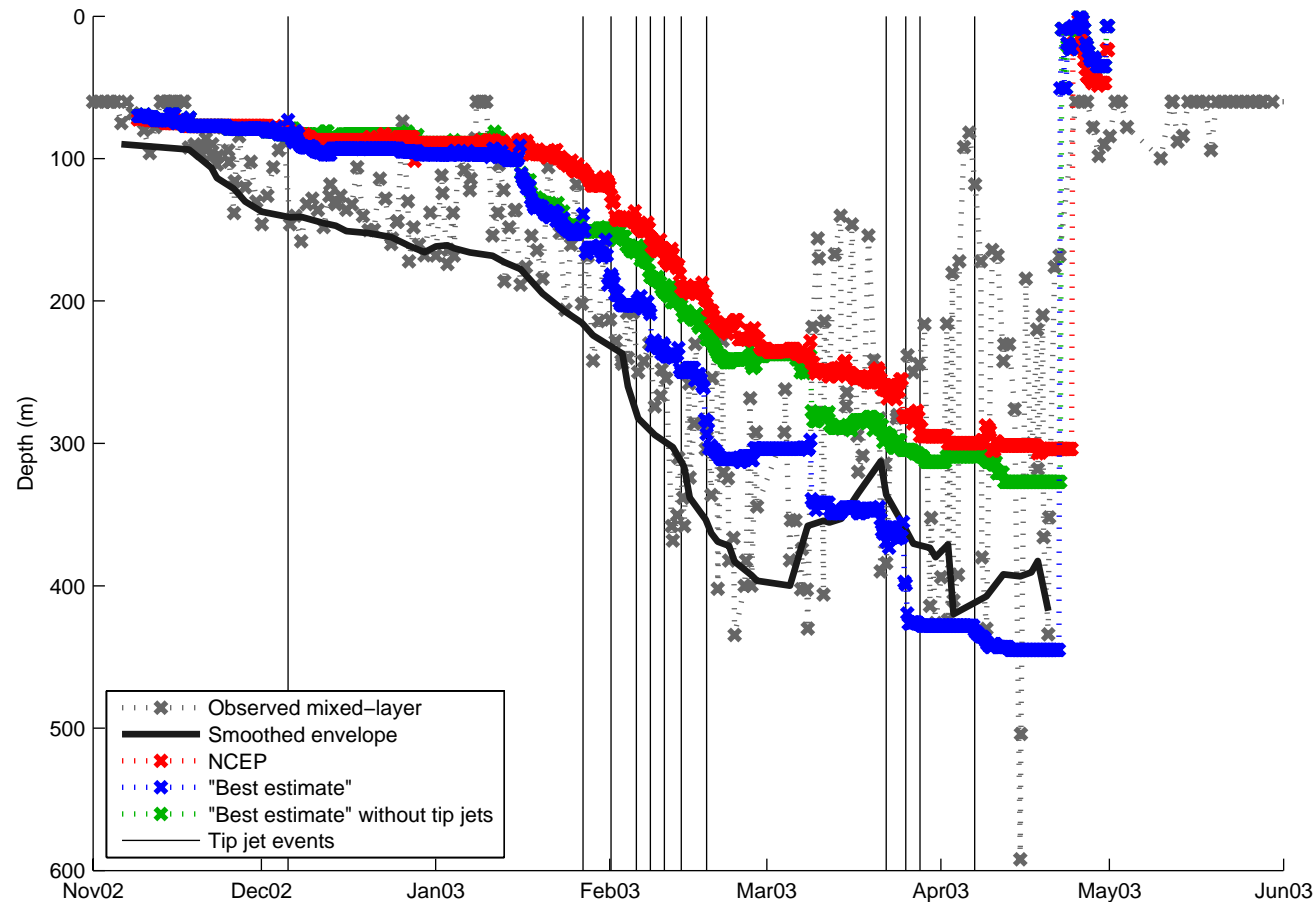 0
100
200
300
400
500
600
Depth (m)
Observed mixed−layer
Smoothed envelope
NCEP
"Best estimate"
"Best estimate" without tip jets
Tip jet events
Nov02 Dec02 Jan03 Feb03 Mar03 Apr03 May03 Jun03